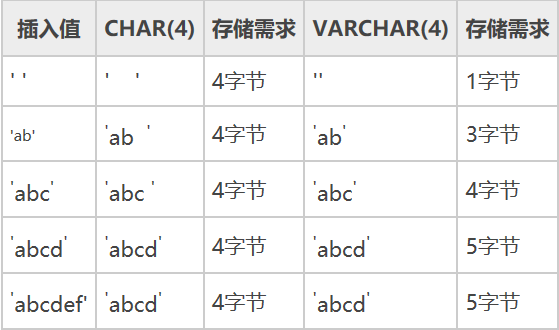 插入值 CHAR(4) 存储需求 VARCHAR(4) 存储需求
' ' '    ' 4字节 '' 1字节
'ab' 'ab  ' 4字节 'ab' 3字节
'abc' 'abc ' 4字节 'abc' 4字节
'abcd' 'abcd' 4字节 'abcd' 5字节
'abcdef' 'abcd' 4字节 'abcd' 5字节